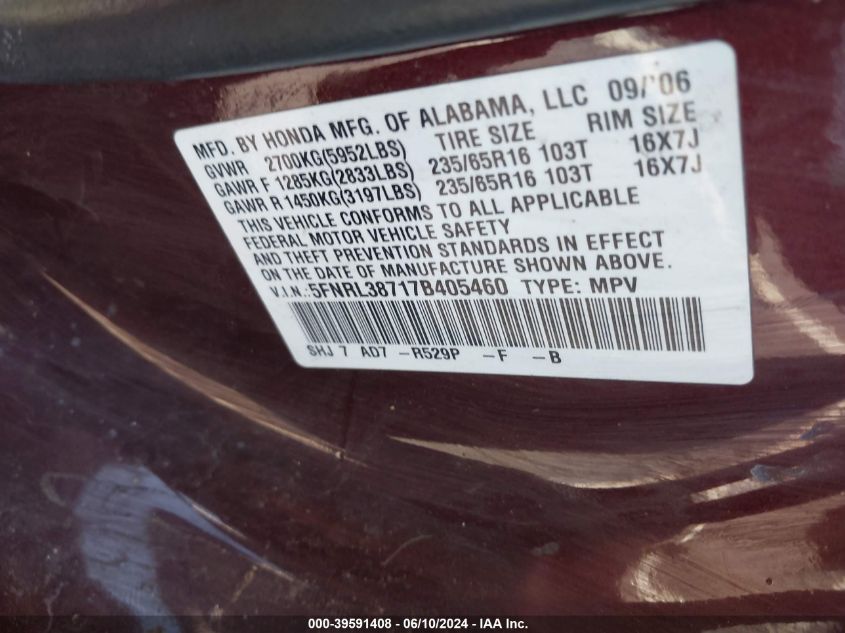 MFD. BY HONDA MFG. OF ALABAMA, LLC 09/06
TIRE SIZE RIM SIZE
GVWR 2700KG(5952LBS)
GAWR F 1285KG(2833LBS) 235/65R16 103T 16X7J
GAWR R 1450KG(3197LBS) 235/65R16 103T 16X7J
THIS VEHICLE CONFORMS TO ALL APPLICABLE
FEDERAL MOTOR VEHICLE SAFETY
AND THEFT PREVENTION STANDARDS IN EFFECT
ON THE DATE OF MANUFACTURE SHOWN ABOVE.
V.I.N.:5FNRL38717B405460 TYPE: MPV
SHJ 7 AD7 -R529P -F -B
000-39591408 - 06/10/2024 - IAA Inc.